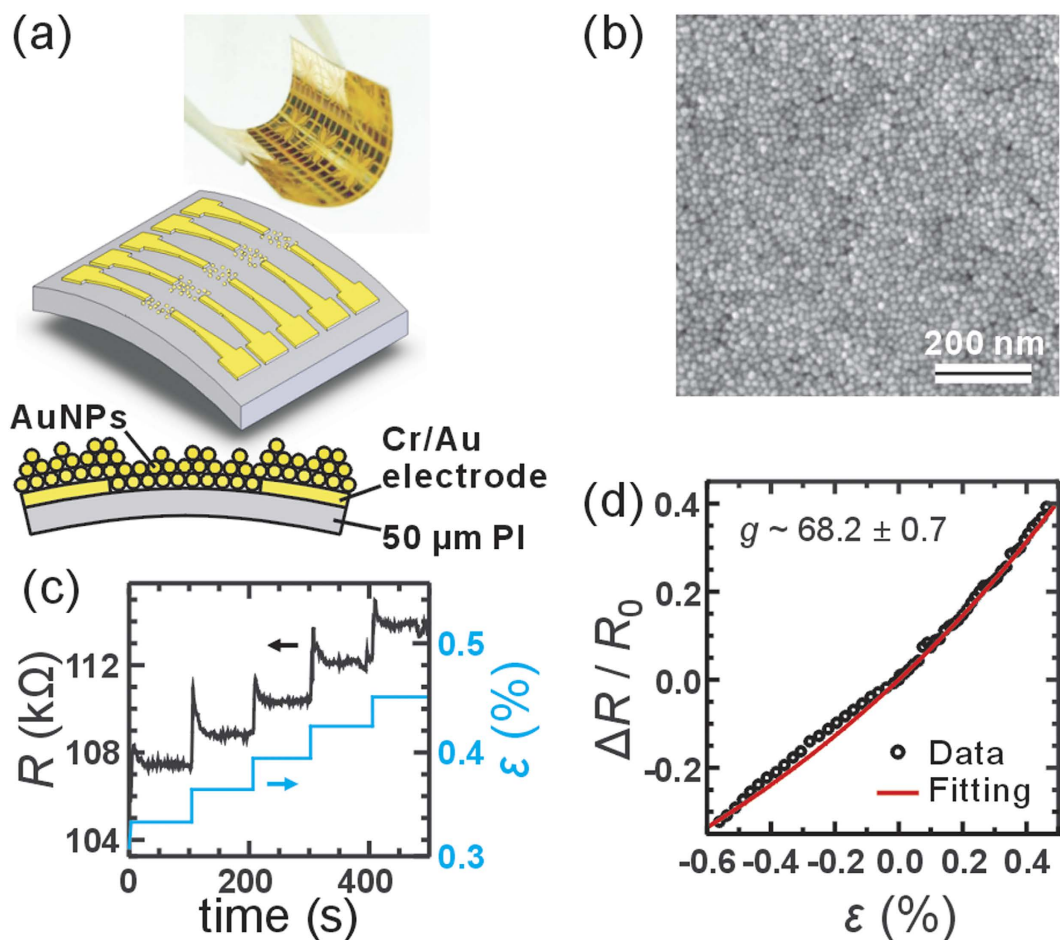 (a)
(b)
200 nm
AuNPs
Cr/Au
electrode
50 µm PI
(c)
R (kΩ)
112
108
104
0
200
400
time (s)
0.5
0.4
0.3
ε (%)
(d)
g ~ 68.2 ± 0.7
ΔR / R0
0.4
0.2
0.0
-0.2
Data
Fitting
-0.6
-0.4
-0.2
0.0
0.2
0.4
ε (%)